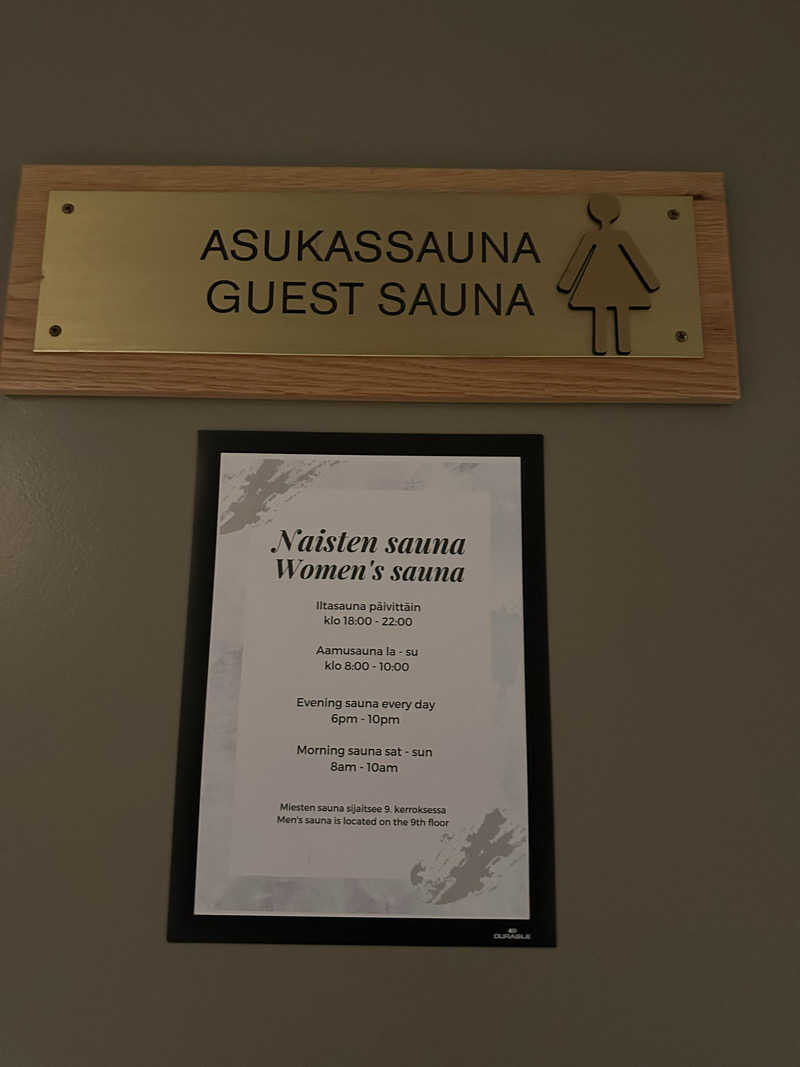 ASUKASSAUNA
GUEST SAUNA
Naisten sauna
Women's sauna
Iltasauna päivittäin
klo 18:00 - 22:00
Aamusauna la - su
klo 8:00 - 10:00
Evening sauna every day
6pm - 10pm
Morning sauna sat - sun
8am - 10am
Miesten sauna sijaitsee 9. kerroksessa
Men's sauna is located on the 9th floor
DURABLE